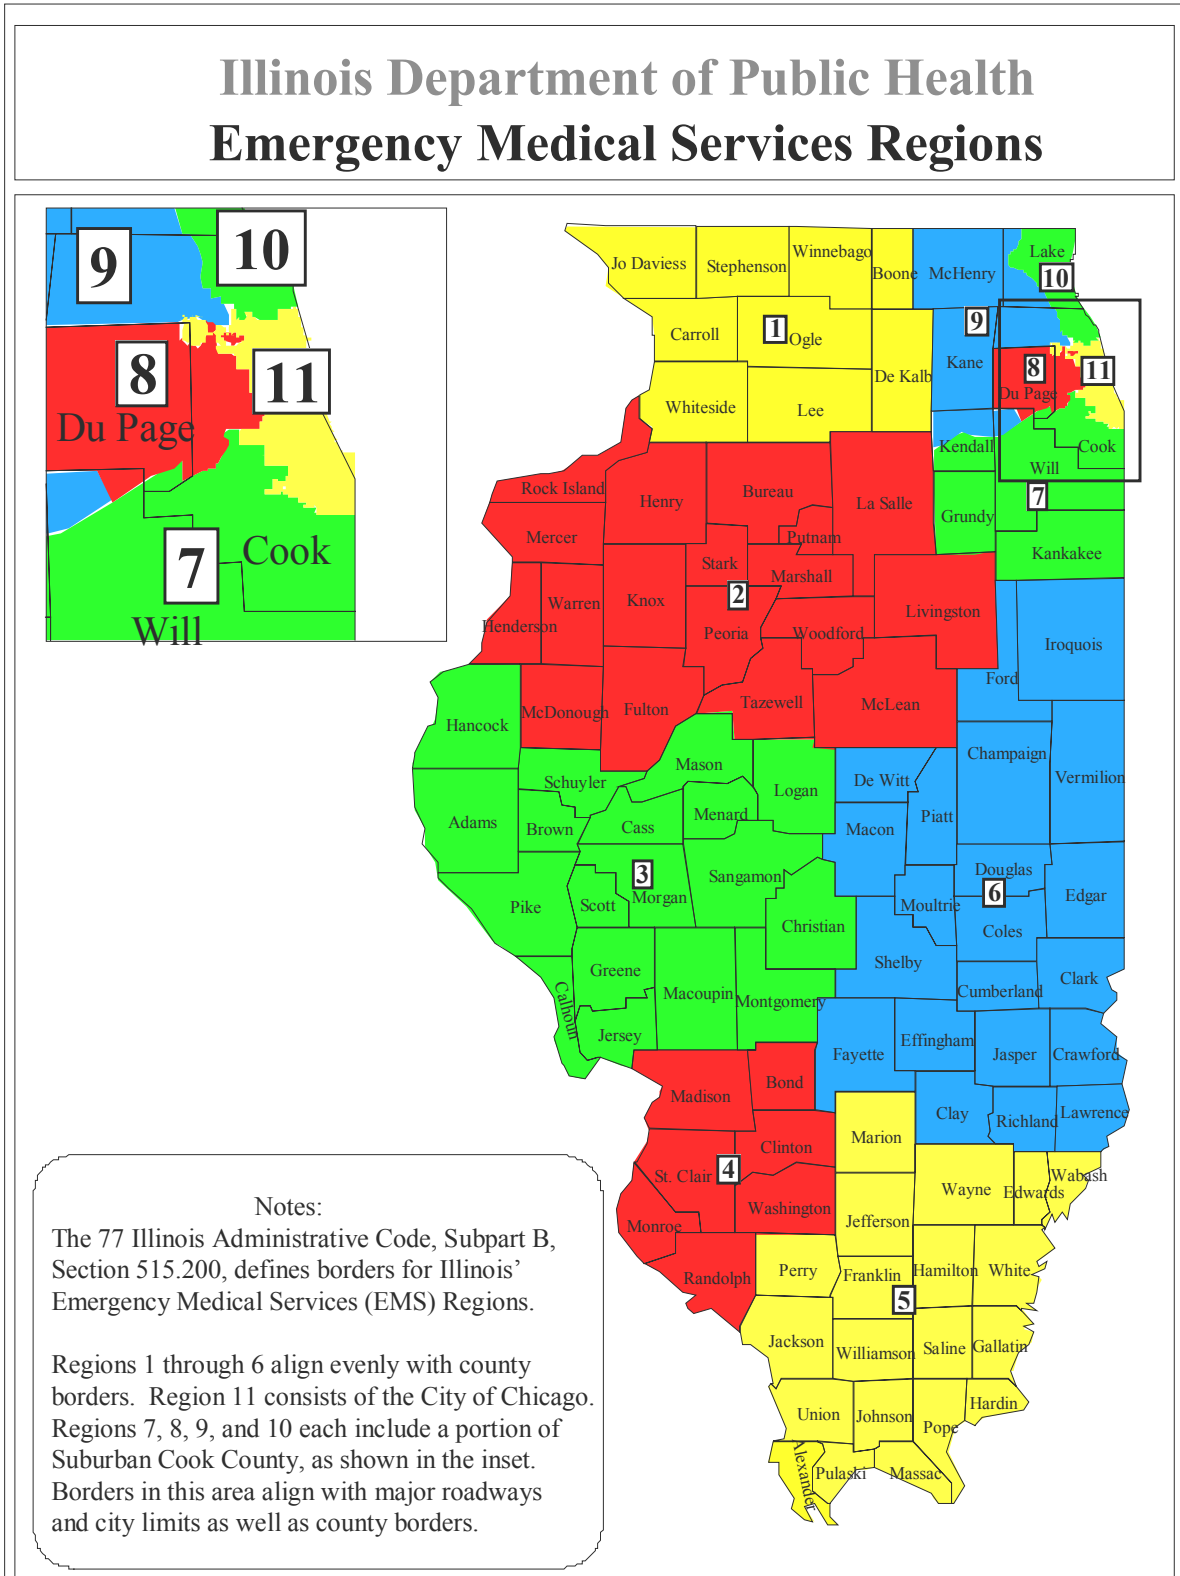 Illinois Department of Public Health
Emergency Medical Services Regions
9
10
8
11
Du Page
7
Cook
Will
Jo Daviess
Stephenson
Winnebago
Boone
McHenry
Lake
10
Carroll
1
Ogle
9
De Kalb
Kane
8
11
Du Page
Whiteside
Lee
Kendall
Cook
Will
7
Rock Island
Henry
Bureau
La Salle
Grundy
Mercer
Putnam
Kankakee
Stark
Marshall
2
Henderson
Warren
Knox
Peoria
Woodford
Livingston
Iroquois
Ford
Hancock
McDonough
Fulton
Tazewell
McLean
Schuyler
Mason
Logan
De Witt
Champaign
Vermilion
Adams
Brown
Cass
Menard
Macon
Piatt
3
Morgan
Sangamon
Douglas
6
Edgar
Pike
Scott
Christian
Moultrie
Coles
Greene
Shelby
Cumberland
Clark
Calhoun
Macoupin
Montgomery
Jersey
Fayette
Effingham
Jasper
Crawford
Madison
Bond
Clay
Richland
Lawrence
Clinton
Marion
St. Clair
4
Wayne
Edwards
Wabash
Monroe
Washington
Jefferson
Randolph
Perry
Franklin
Hamilton
White
5
Jackson
Williamson
Saline
Gallatin
Union
Johnson
Pope
Hardin
Alexander
Pulaski
Massac
Notes:
The 77 Illinois Administrative Code, Subpart B,
Section 515.200, defines borders for Illinois’
Emergency Medical Services (EMS) Regions.
Regions 1 through 6 align evenly with county
borders.  Region 11 consists of the City of Chicago.
Regions 7, 8, 9, and 10 each include a portion of
Suburban Cook County, as shown in the inset.
Borders in this area align with major roadways
and city limits as well as county borders.